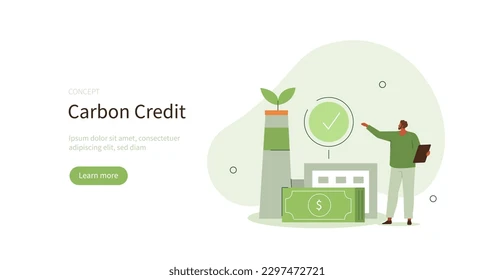 CONCEPT
Carbon Credit
Ipsum dolor sit amet, consectetuer
adipiscing elit, sed diam
Learn more
$
shutterstock.com · 2297472721